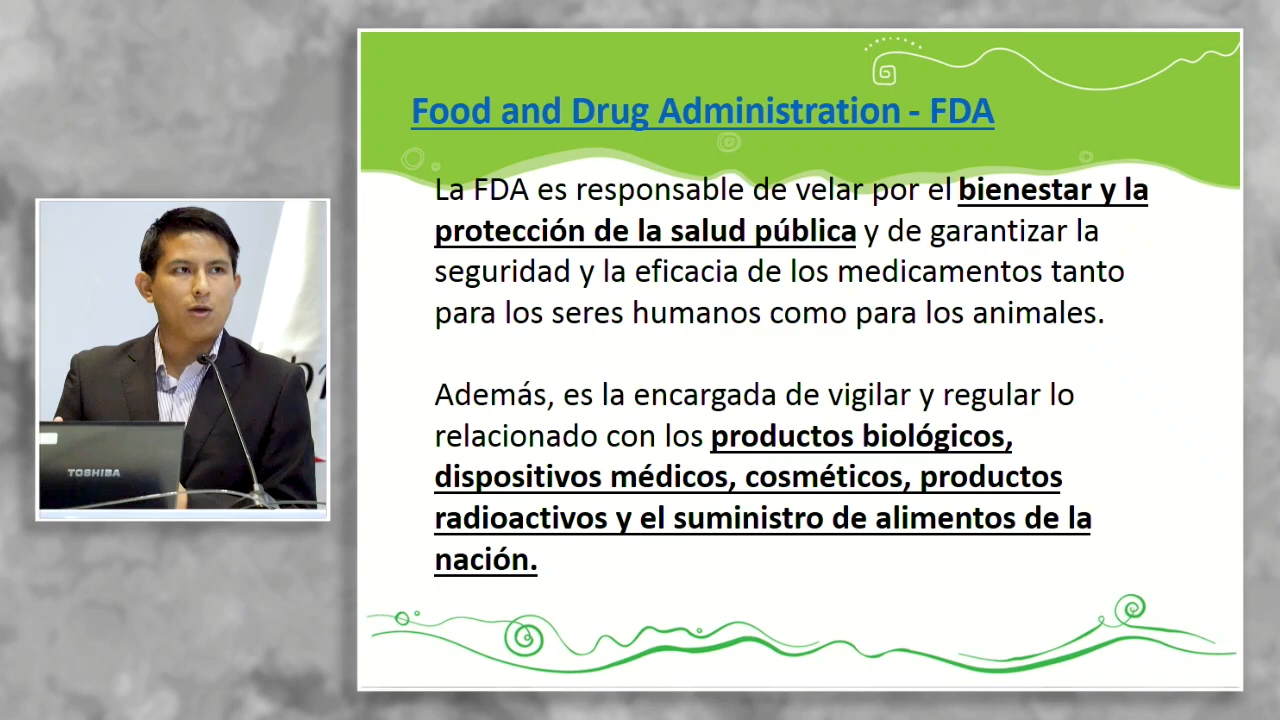 Food and Drug Administration - FDA
La FDA es responsable de velar por el bienestar y la
protección de la salud pública y de garantizar la
seguridad y la eficacia de los medicamentos tanto
para los seres humanos como para los animales.
Además, es la encargada de vigilar y regular lo
relacionado con los productos biológicos,
dispositivos médicos, cosméticos, productos
radioactivos y el suministro de alimentos de la
nación.
TOSHIBA